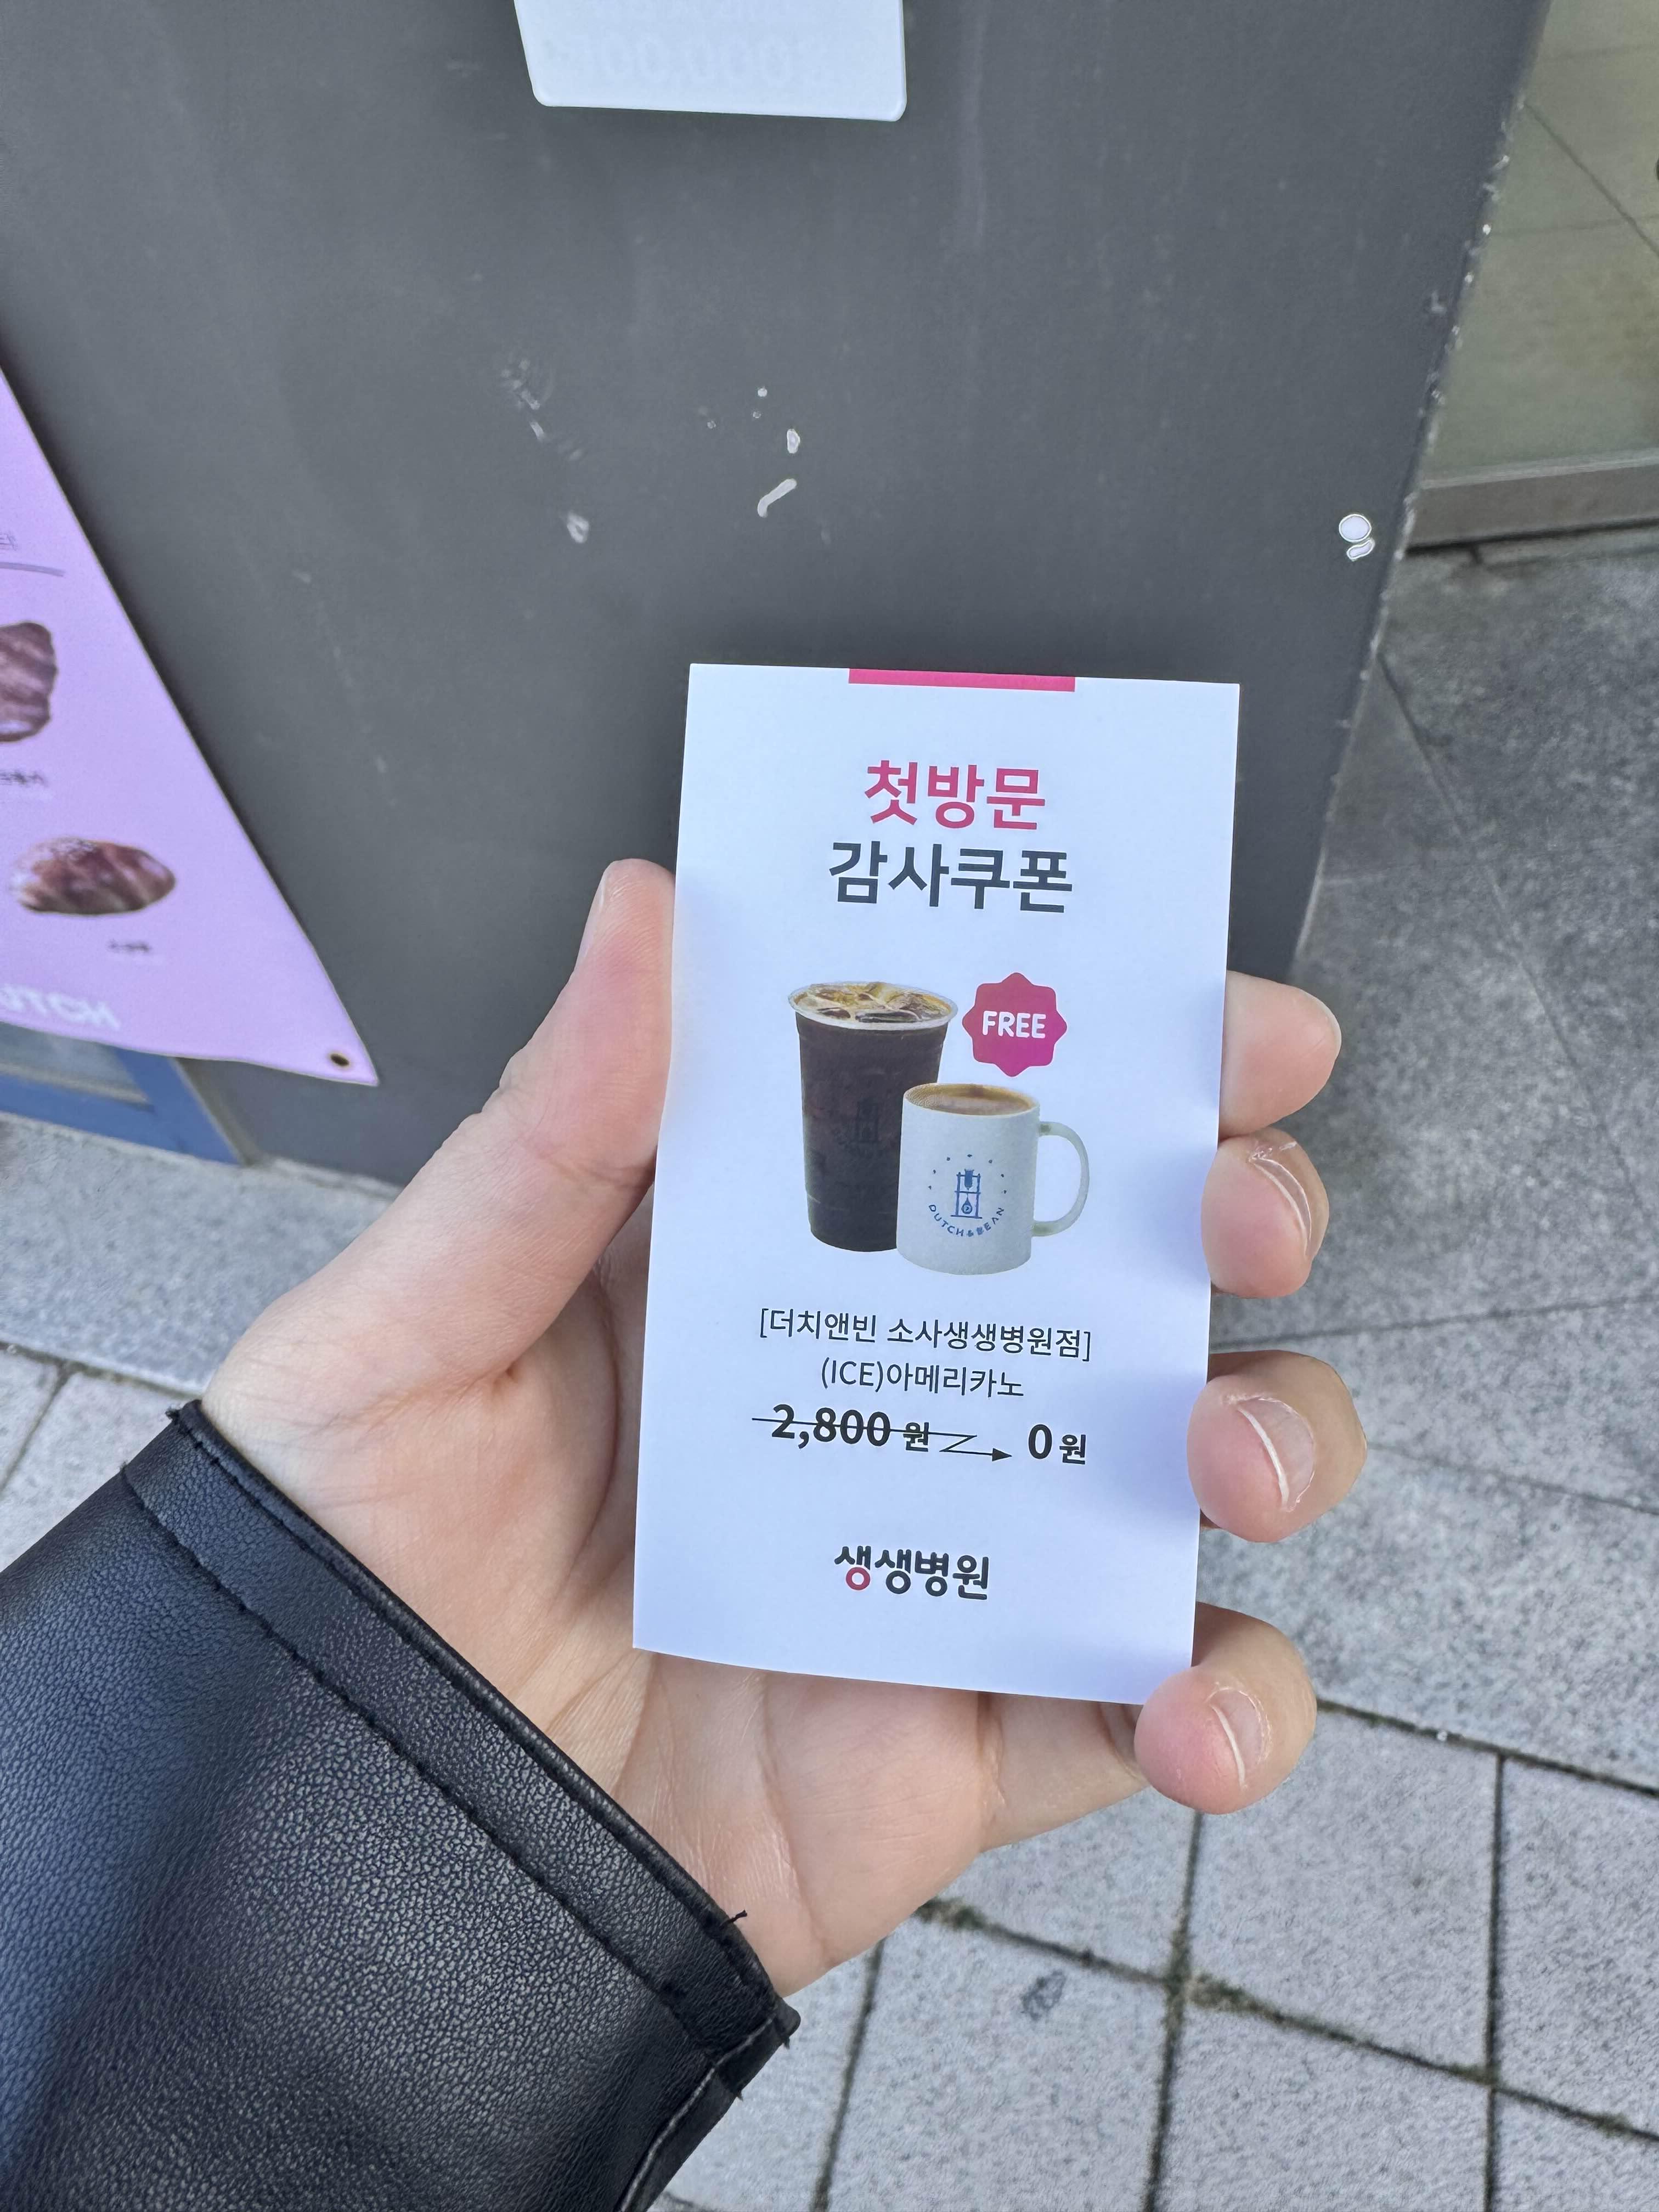 첫방문
감사쿠폰
FREE
DUTCH & BEAN
[더치앤빈 소사생생병원점]
(ICE)아메리카노
2,800 원 0원
생생병원
UTCH